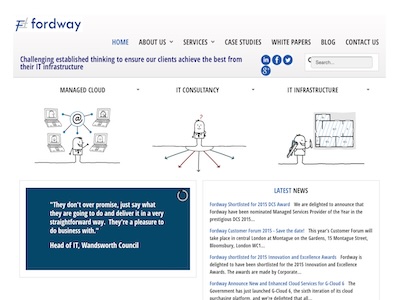 fordway
HOME ABOUT US SERVICES CASE STUDIES WHITE PAPERS BLOG CONTACT US
Challenging established thinking to ensure our clients achieve the best from
their IT infrastructure
Search...
MANAGED CLOUD IT CONSULTANCY IT INFRASTRUCTURE
"They don't over promise, just say what
they are going to do and deliver it in a very
straightforward way. They're a pleasure to
do business with."
Head of IT, Wandsworth Council
LATEST NEWS
Fordway Shortlisted for 2015 DCS Award We are delighted to announce that
Fordway have been nominated Managed Services Provider of the Year in the
prestigious DCS 2015...
Fordway Customer Forum 2015 - Save the date! This year's Customer Forum will
take place in central London at Montague on the Gardens, 15 Montague Street,
Bloomsbury, London WC1...
Fordway shortlisted for 2015 Innovation and Excellence Awards Fordway is
delighted to have been shortlisted for the 2015 Innovation and Excellence
Awards. The awards are made by Corporate...
Fordway Announce New and Enhanced Cloud Services for G-Cloud 6 The
Government has just launched G-Cloud 6, the sixth iteration of its cloud
purchasing platform, and we're delighted that all...